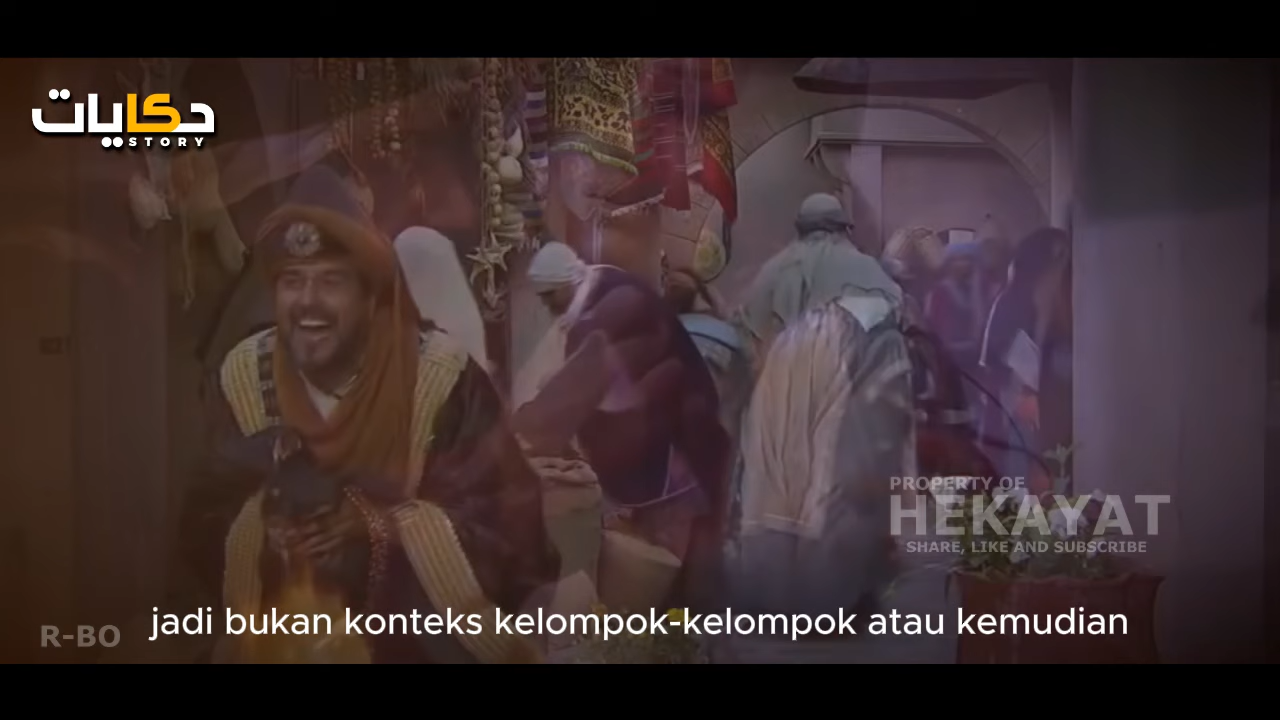 حكايات
STORY
PROPERTY OF
HEKAYAT
SHARE, LIKE AND SUBSCRIBE
R-BO
jadi bukan konteks kelompok-kelompok atau kemudian